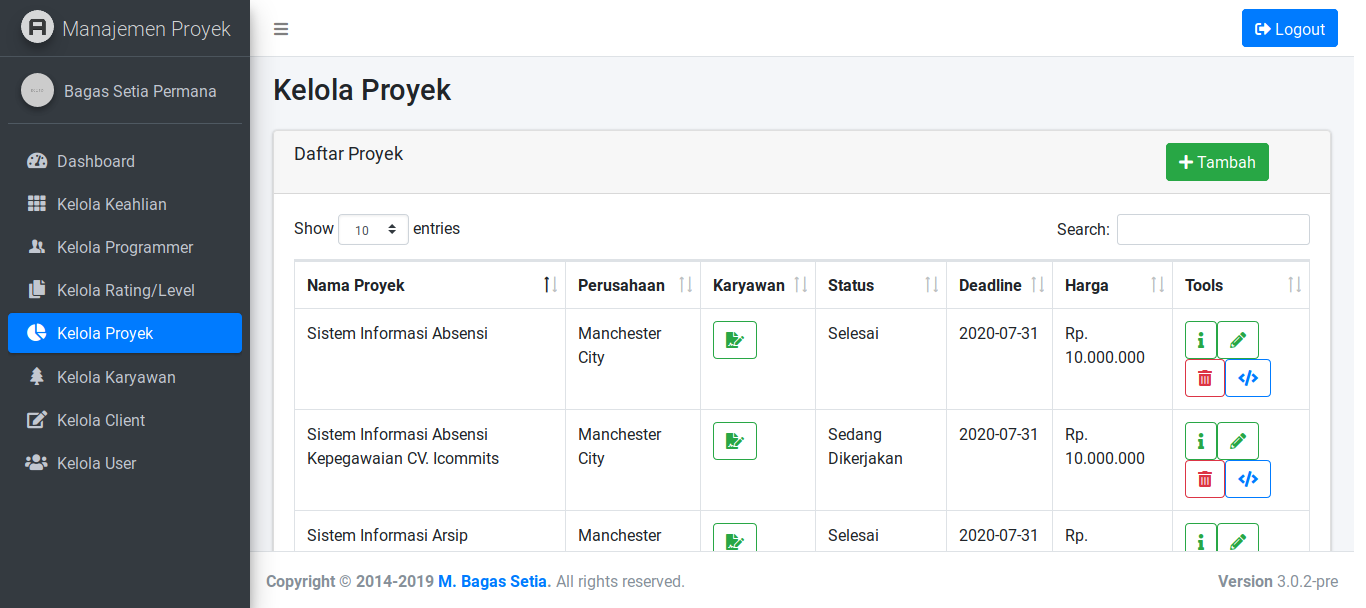 Manajemen Proyek
Logout
Bagas Setia Permana
Dashboard
Kelola Keahlian
Kelola Programmer
Kelola Rating/Level
Kelola Proyek
Kelola Karyawan
Kelola Client
Kelola User
Kelola Proyek
Daftar Proyek
Tambah
Show 10 entries
Search:
Nama Proyek Perusahaan Karyawan Status Deadline Harga Tools
Sistem Informasi Absensi Manchester Selesai 2020-07-31 Rp.
City 10.000.000
Sistem Informasi Absensi Manchester Sedang 2020-07-31 Rp.
Kepegawaian CV. Icommits City Dikerjakan 10.000.000
Sistem Informasi Arsip Manchester Selesai 2020-07-31 Rp.
Copyright © 2014-2019 M. Bagas Setia. All rights reserved.
Version 3.0.2-pre